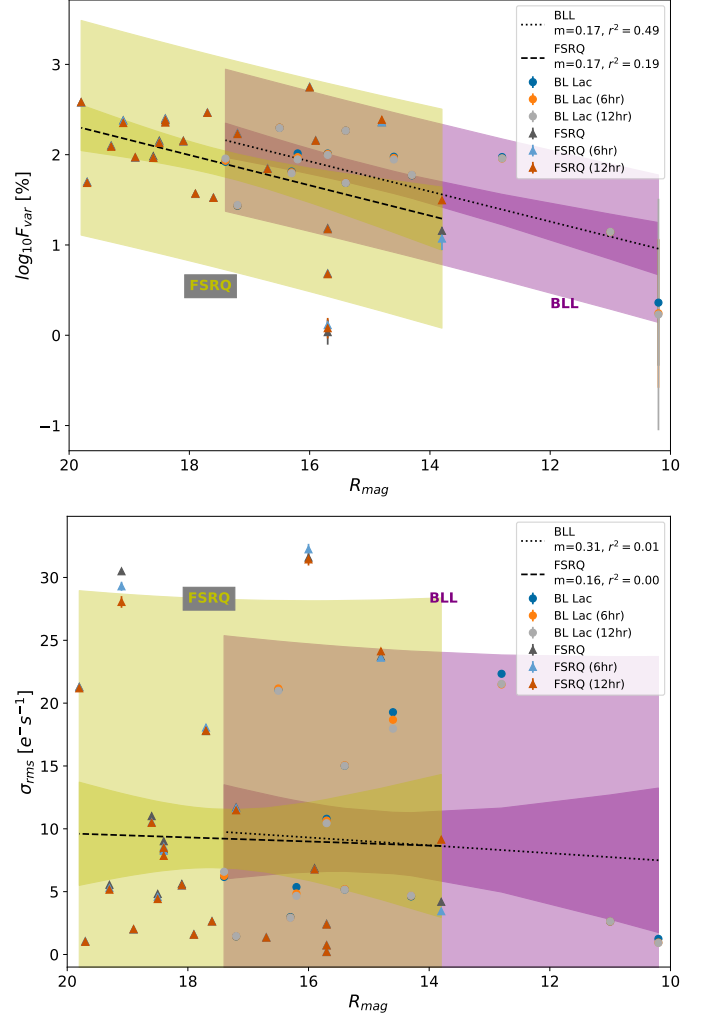 BLL
m=0.17, r² = 0.49
FSRQ
m=0.17, r² = 0.19
BL Lac
BL Lac (6hr)
BL Lac (12hr)
FSRQ
FSRQ (6hr)
FSRQ (12hr)
3
2
1
0
−1
log₁₀F_var [%]
FSRQ
BLL
20
18
16
14
12
10
R_mag
BLL
m=0.31, r² = 0.01
FSRQ
m=0.16, r² = 0.00
BL Lac
BL Lac (6hr)
BL Lac (12hr)
FSRQ
FSRQ (6hr)
FSRQ (12hr)
FSRQ
BLL
30
25
20
15
10
5
0
σ_rms [e⁻s⁻¹]
20
18
16
14
12
10
R_mag